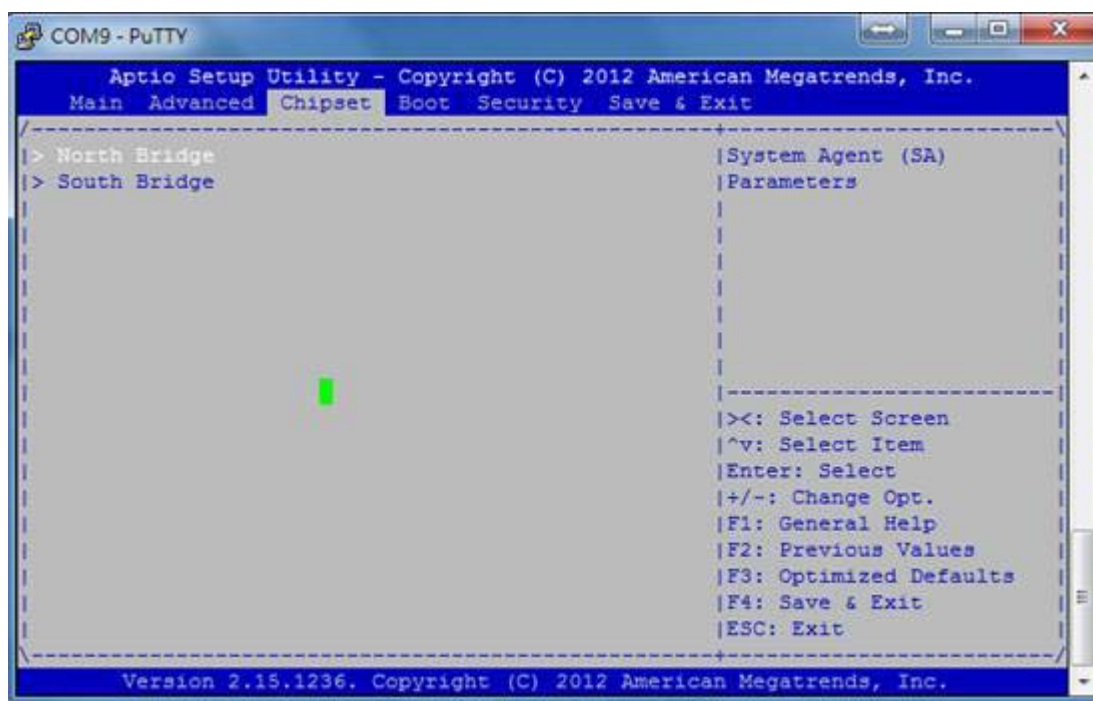 COM9 - PuTTY
Aptio Setup Utility - Copyright (C) 2012 American Megatrends, Inc.
Main Advanced Chipset Boot Security Save & Exit
> North Bridge
> South Bridge
System Agent (SA)
Parameters
><: Select Screen
^v: Select Item
Enter: Select
+/-: Change Opt.
F1: General Help
F2: Previous Values
F3: Optimized Defaults
F4: Save & Exit
ESC: Exit
Version 2.15.1236. Copyright (C) 2012 American Megatrends, Inc.